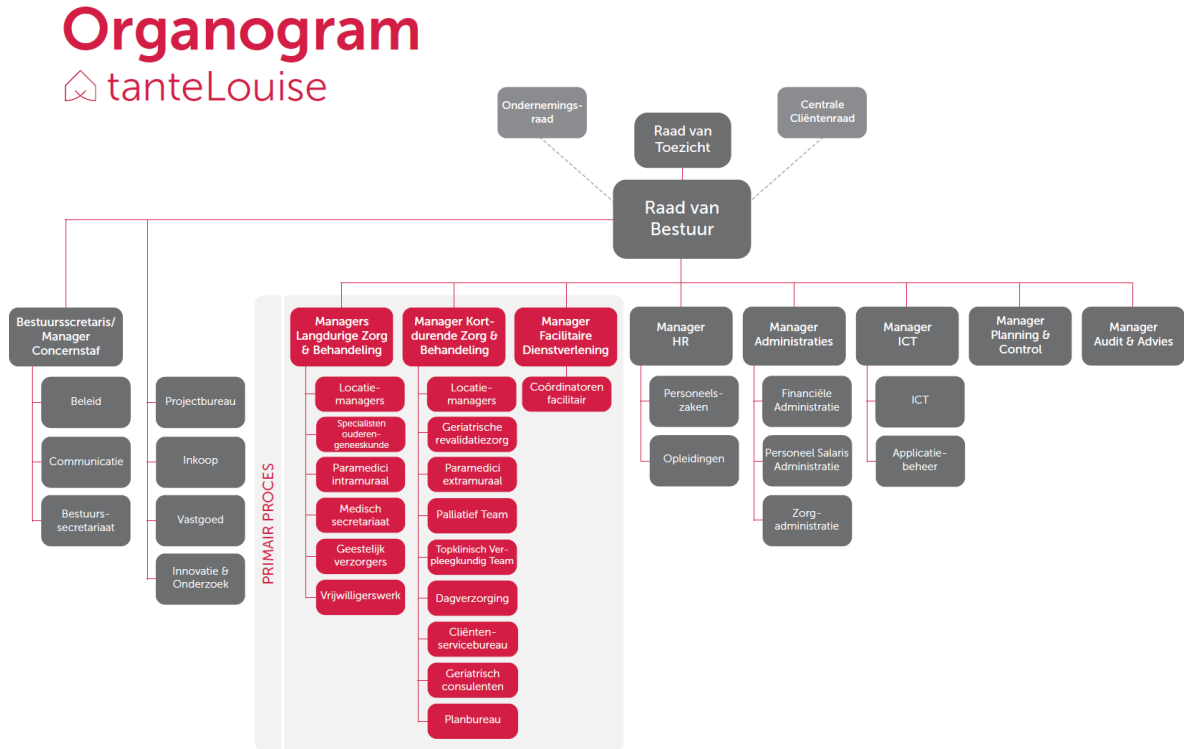 Organogram
tanteLouise
Ondernemings-
raad
Centrale
Cliëntenraad
Raad van
Toezicht
Raad van
Bestuur
Bestuursscretaris/
Manager
Concernstaf
Beleid
Communicatie
Bestuurs-
secretariaat
Projectbureau
Inkoop
Vastgoed
Innovatie &
Onderzoek
PRIMAIR PROCES
Managers
Langdurige Zorg
& Behandeling
Locatie-
managers
Specialisten
ouderen-
geneeskunde
Paramedici
intramuraal
Medisch
secretariaat
Geestelijk
verzorgers
Vrijwilligerswerk
Manager Kort-
durende Zorg &
Behandeling
Locatie-
managers
Geriatrische
revalidatiezorg
Paramedici
extramuraal
Palliatief Team
Topklinisch Ver-
pleegkundig Team
Dagverzorging
Cliënten-
servicebureau
Geriatrisch
consulenten
Planbureau
Manager
Facilitaire
Dienstverlening
Coördinatoren
facilitair
Manager
HR
Personeels-
zaken
Opleidingen
Manager
Administraties
Financiële
Administratie
Personeel Salaris
Administratie
Zorg-
administratie
Manager
ICT
ICT
Applicatie-
beheer
Manager
Planning &
Control
Manager
Audit & Advies